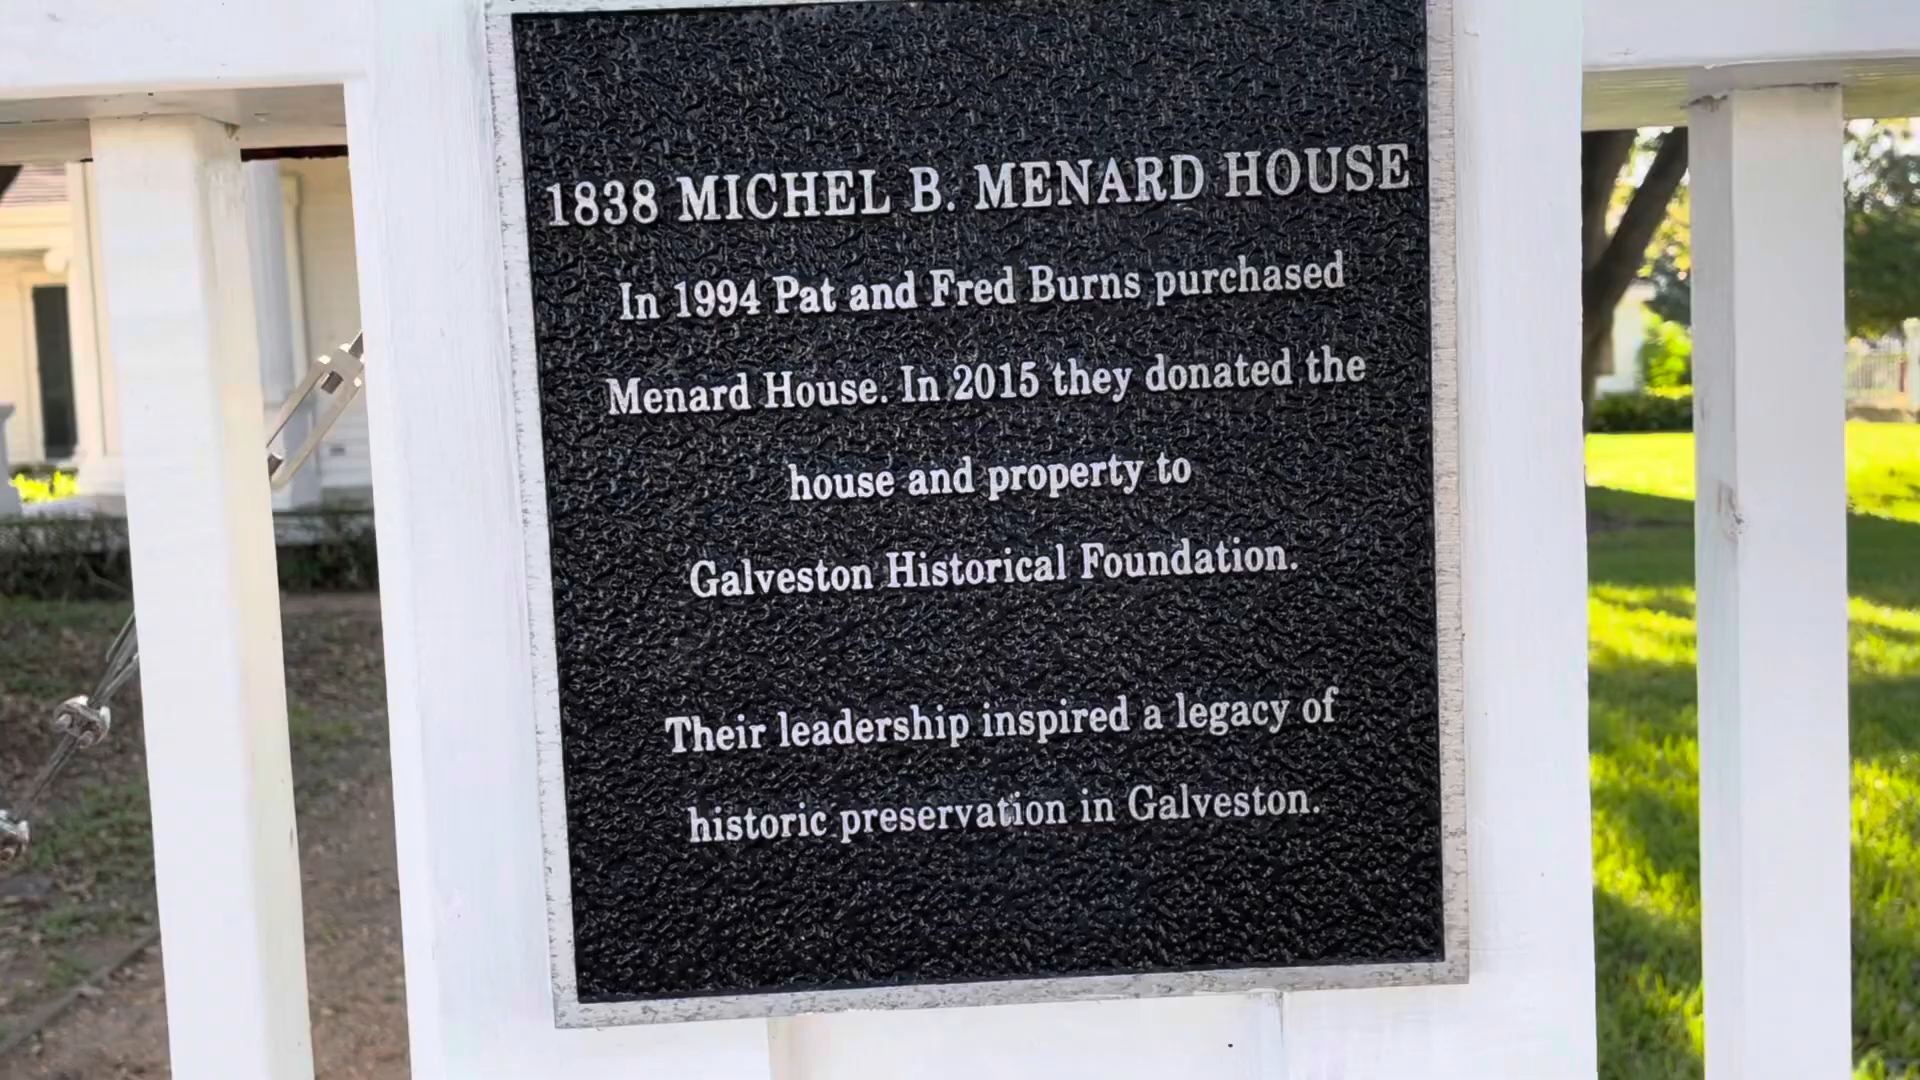 1838 MICHEL B. MENARD HOUSE
In 1994 Pat and Fred Burns purchased
Menard House. In 2015 they donated the
house and property to
Galveston Historical Foundation.
Their leadership inspired a legacy of
historic preservation in Galveston.